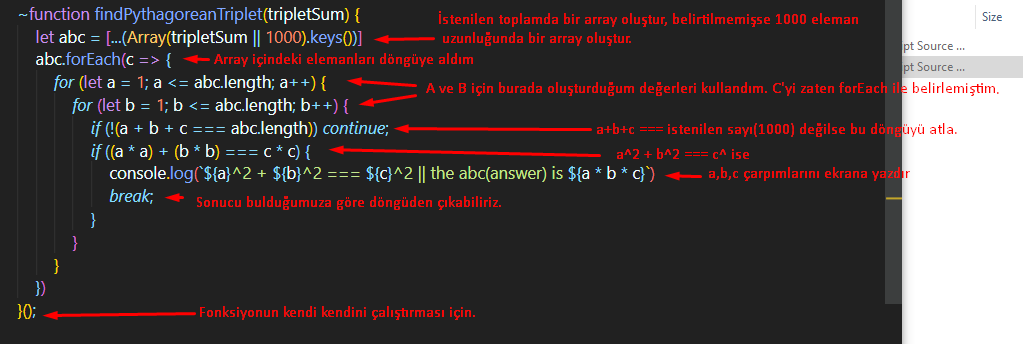 ~function findPythagoreanTriplet(tripletSum) {
İstenilen toplamda bir array oluştur, belirtilmemişse 1000 eleman
Size
let abc = [...(Array(tripletSum || 1000).keys())]
uzunluğunda bir array oluştur.
pt Source ...
abc.forEach(c => {
Array içindeki elemanları döngüye aldım
pt Source ...
for (let a = 1; a <= abc.length; a++) {
A ve B için burada oluşturduğum değerleri kullandım. C'yi zaten forEach ile belirlemiştim.
for (let b = 1; b <= abc.length; b++) {
if (!(a + b + c === abc.length)) continue;
a+b+c === istenilen sayı(1000) değilse bu döngüyü atla.
if ((a * a) + (b * b) === c * c) {
a^2 + b^2 === c^ ise
console.log(`${a}^2 + ${b}^2 === ${c}^2 || the abc(answer) is ${a * b * c}`)
a,b,c çarpımlarını ekrana yazdır
break;
Sonucu bulduğumuza göre döngüden çıkabiliriz.
}
}
}
})
}();
Fonksiyonun kendi kendini çalıştırması için.